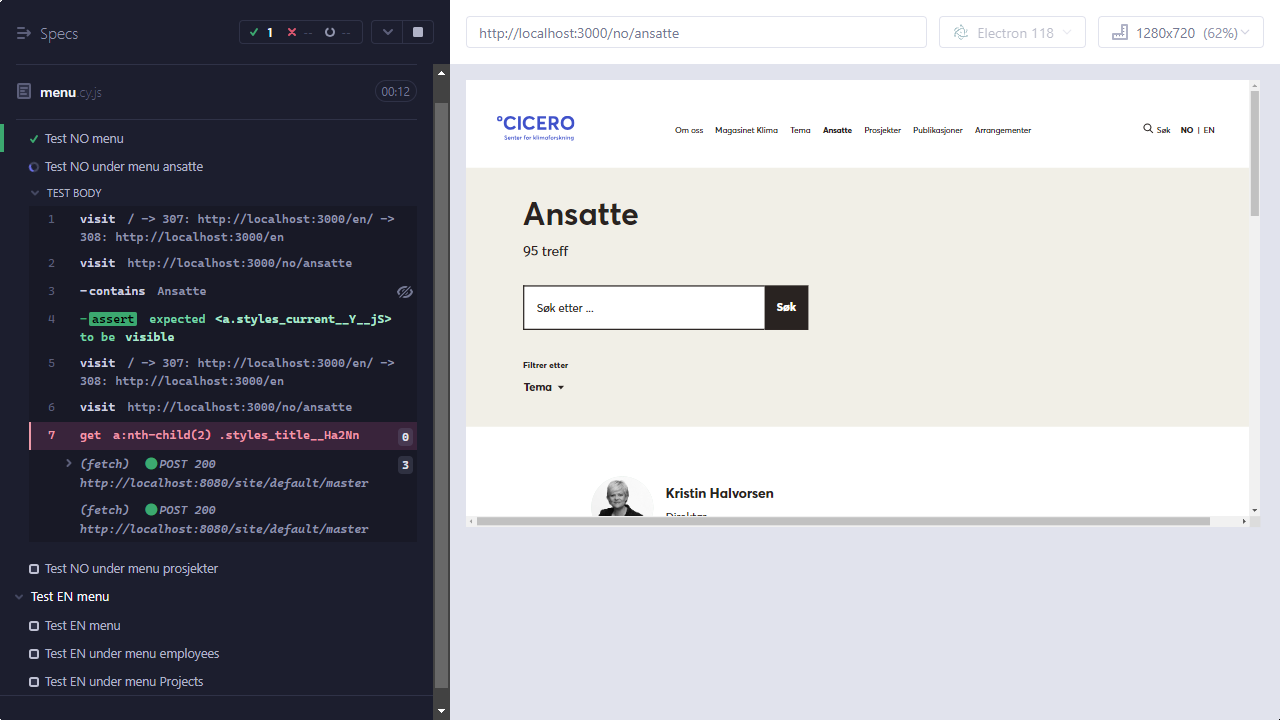 Specs
1
--
--
menu.cy.js
00:12
Test NO menu
Test NO under menu ansatte
TEST BODY
1 visit / -> 307: http://localhost:3000/en/ ->
308: http://localhost:3000/en
2 visit http://localhost:3000/no/ansatte
3 -contains Ansatte
4 -assert expected <a.styles_current__Y__jS>
to be visible
5 visit / -> 307: http://localhost:3000/en/ ->
308: http://localhost:3000/en
6 visit http://localhost:3000/no/ansatte
7 get a:nth-child(2) .styles_title__Ha2Nn 0
(fetch) POST 200 3
http://localhost:8080/site/default/master
(fetch) POST 200
http://localhost:8080/site/default/master
Test NO under menu prosjekter
Test EN menu
Test EN menu
Test EN under menu employees
Test EN under menu Projects
http://localhost:3000/no/ansatte
Electron 118
1280x720 (62%)
°CICERO
Senter for klimaforskning
Om oss Magasinet Klima Tema Ansatte Prosjekter Publikasjoner Arrangementer
Søk NO | EN
Ansatte
95 treff
Søk etter ... Søk
Filtrer etter
Tema
Kristin Halvorsen